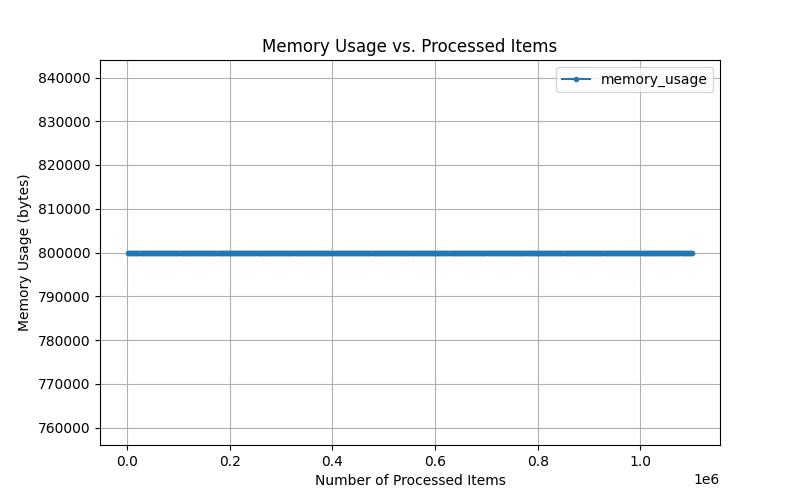 Memory Usage vs. Processed Items
memory_usage
840000
830000
820000
810000
800000
790000
780000
770000
760000
Memory Usage (bytes)
0.0 0.2 0.4 0.6 0.8 1.0
1e6
Number of Processed Items